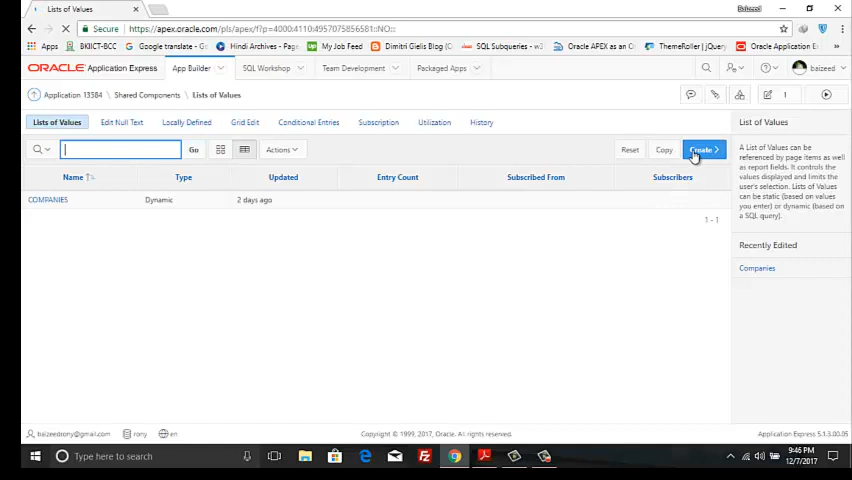 Lists of Values
Baizeed
Secure https://apex.oracle.com/pls/apex/f?p=4000:4110:4957075856581::NO::
Apps BKIICT-BC Google translate - Go Hindi Archives - Page My Job Feed Dimitri Gielis Blog (O SQL Subqueries - w3 Oracle APEX as an O ThemeRoller | jQuery Oracle Application E
ORACLE Application Express App Builder SQL Workshop Team Development Packaged Apps baizeed
Application 13584 \ Shared Components \ Lists of Values 1
Lists of Values Edit Null Text Locally Defined Grid Edit Conditional Entries Subscription Utilization History
Go Actions Reset Copy Create >
Name Type Updated Entry Count Subscribed From Subscribers
COMPANIES Dynamic 2 days ago
1 - 1
Lists of Values
A List of Values can be
referenced by page items as
well as report fields. It controls
the values displayed and limits
the user's selection. Lists of
Values can be static (based on values
you enter) or dynamic (based on
a SQL query).
Recently Edited
Companies
baizeedrony@gmail.com rony en Copyright © 1999, 2017, Oracle. All rights reserved. Application Express 5.1.3.00.05
Type here to search
9:46 PM
12/7/2017